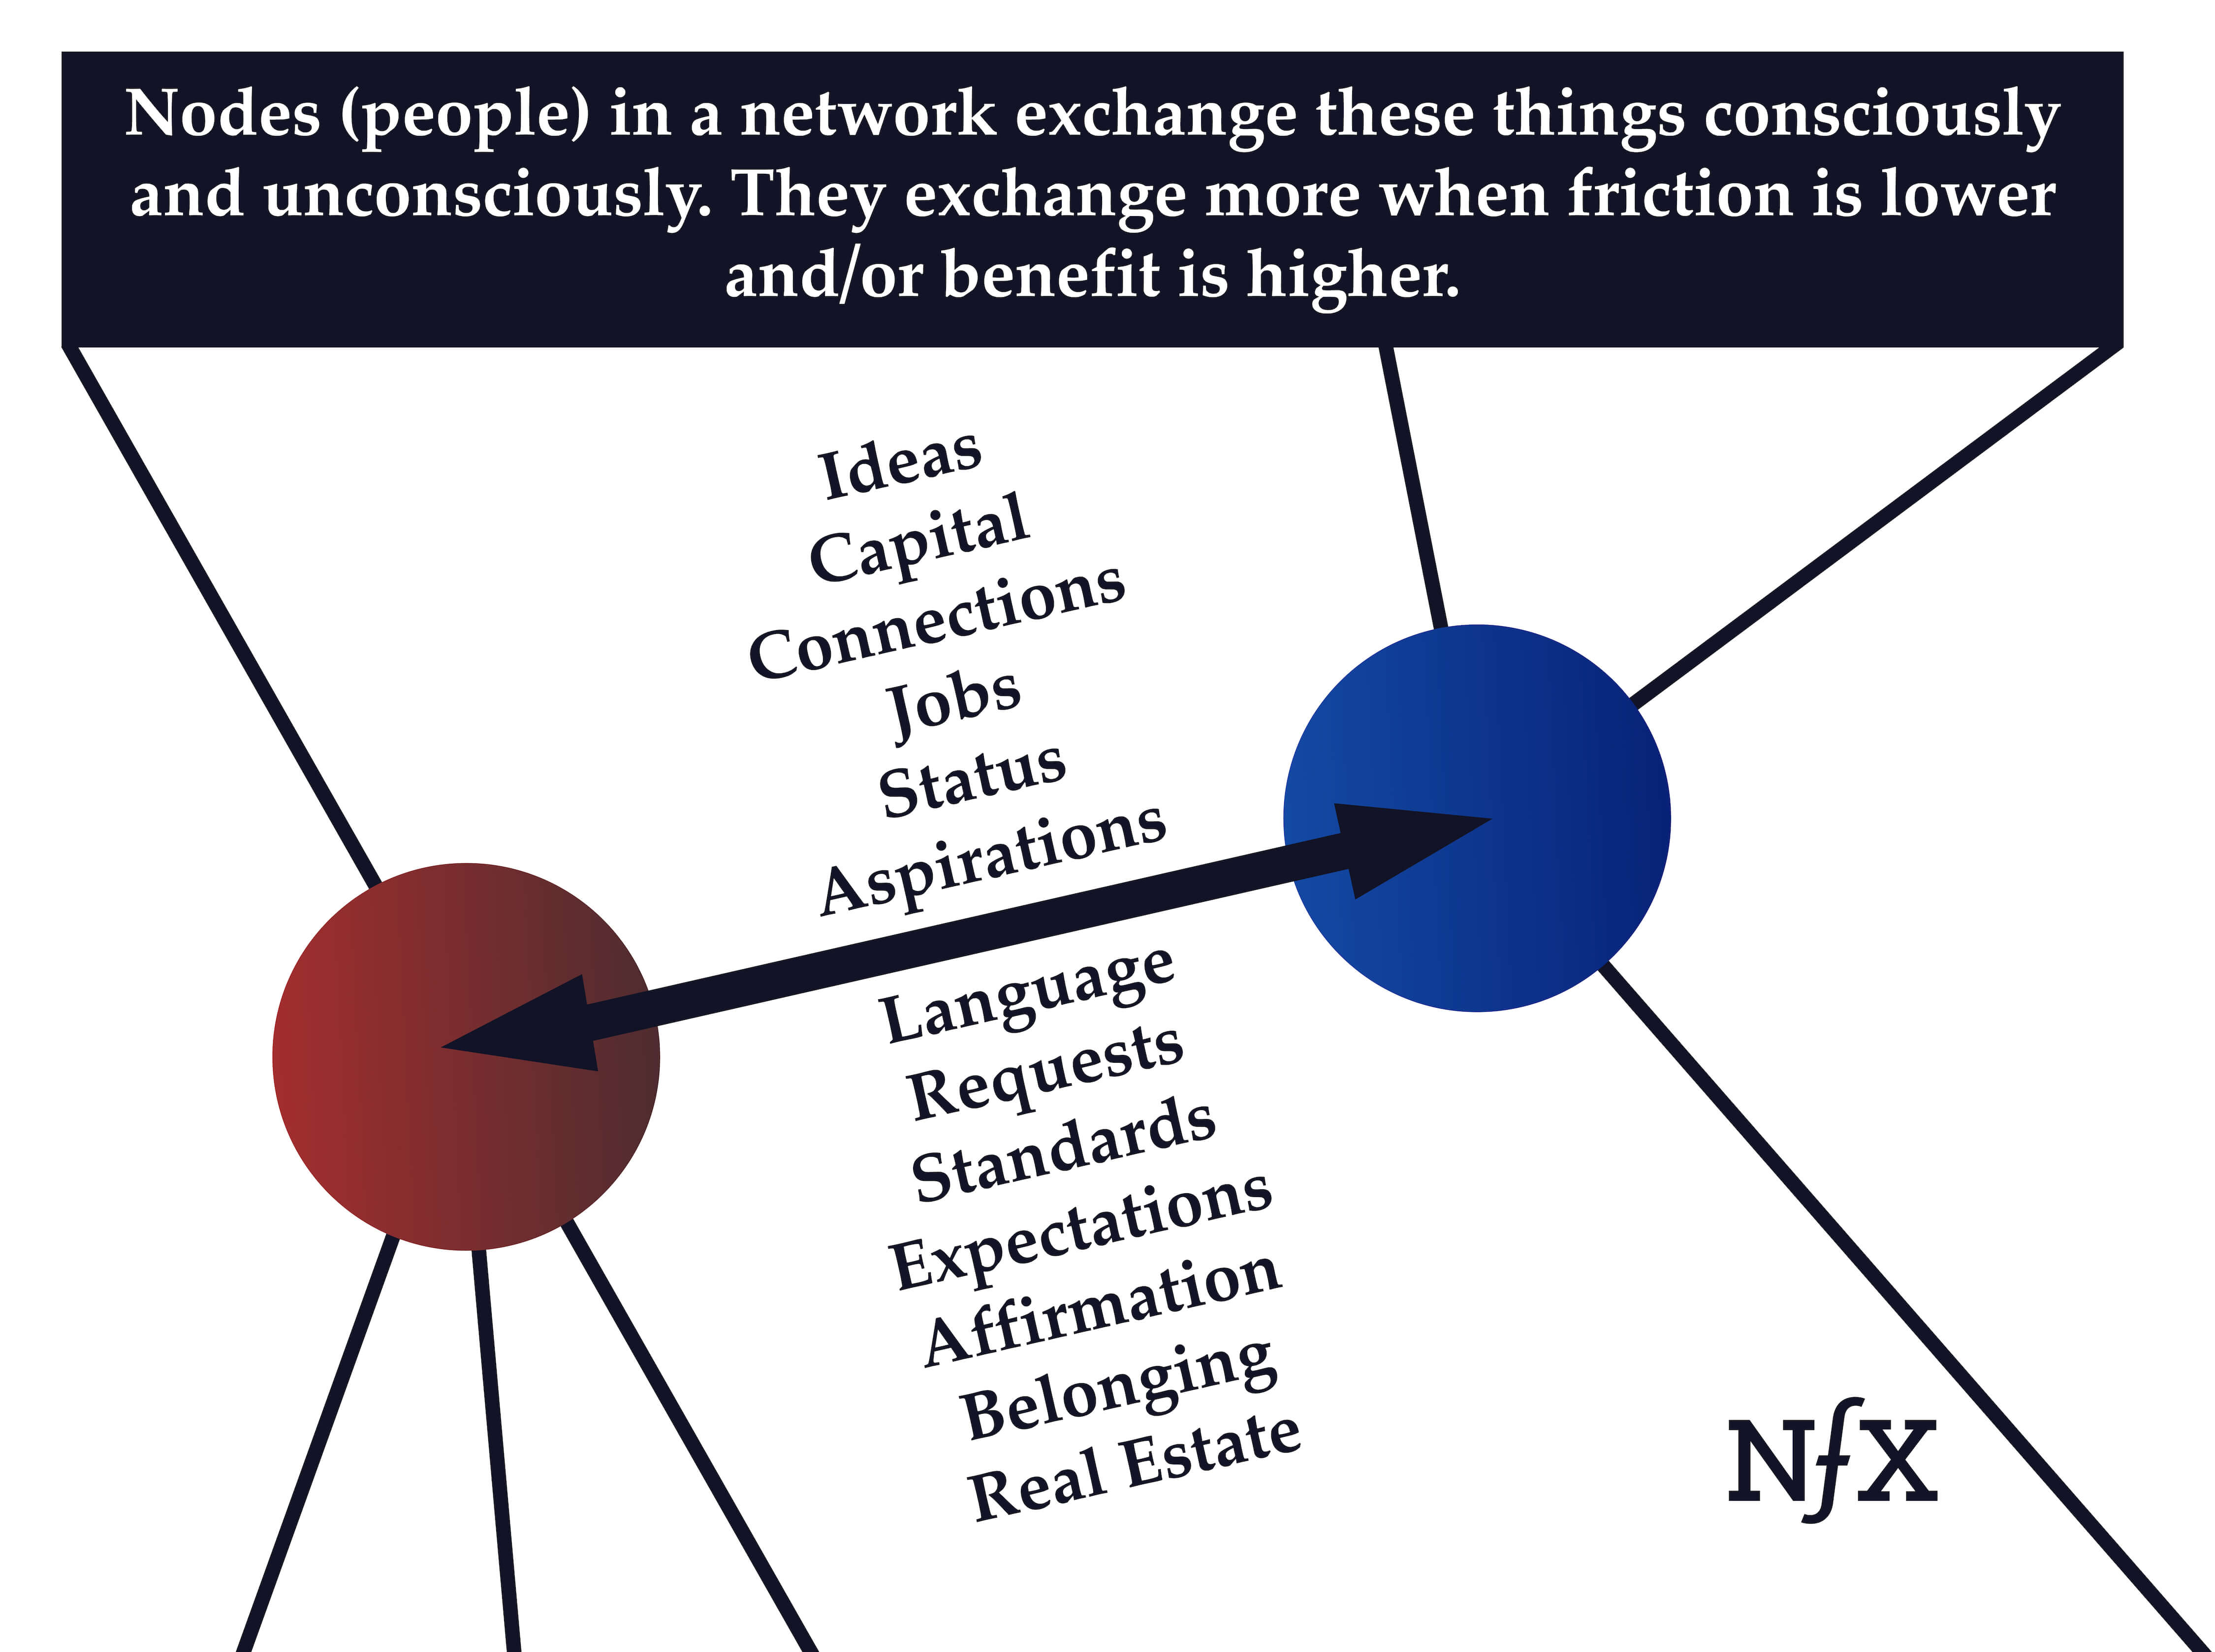 Nodes (people) in a network exchange these things consciously
and unconsciously. They exchange more when friction is lower
and/or benefit is higher.
Ideas
Capital
Connections
Jobs
Status
Aspirations
Language
Requests
Standards
Expectations
Affirmation
Belonging
Real Estate
NfX